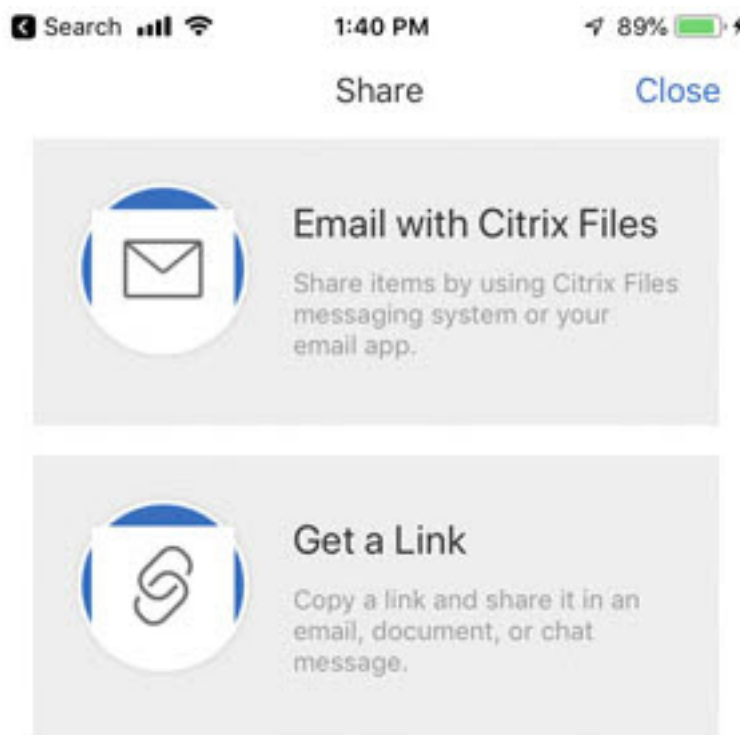 Search 1:40 PM 89%
Share Close
Email with Citrix Files
Share items by using Citrix Files
messaging system or your
email app.
Get a Link
Copy a link and share it in an
email, document, or chat
message.